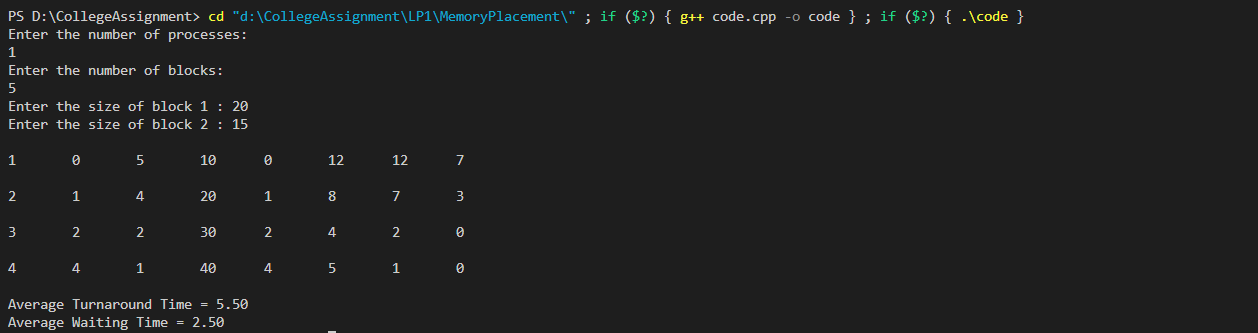 PS D:\CollegeAssignment> cd "d:\CollegeAssignment\LP1\MemoryPlacement\" ; if ($?) { g++ code.cpp -o code } ; if ($?) { .\code }
Enter the number of processes:
1
Enter the number of blocks:
5
Enter the size of block 1 : 20
Enter the size of block 2 : 15
1 0 5 10 0 12 12 7
2 1 4 20 1 8 7 3
3 2 2 30 2 4 2 0
4 4 1 40 4 5 1 0
Average Turnaround Time = 5.50
Average Waiting Time = 2.50